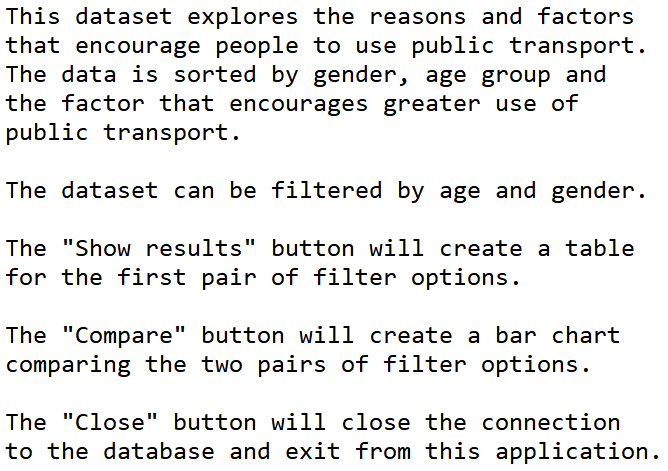 This dataset explores the reasons and factors
that encourage people to use public transport.
The data is sorted by gender, age group and
the factor that encourages greater use of
public transport.
The dataset can be filtered by age and gender.
The "Show results" button will create a table
for the first pair of filter options.
The "Compare" button will create a bar chart
comparing the two pairs of filter options.
The "Close" button will close the connection
to the database and exit from this application.